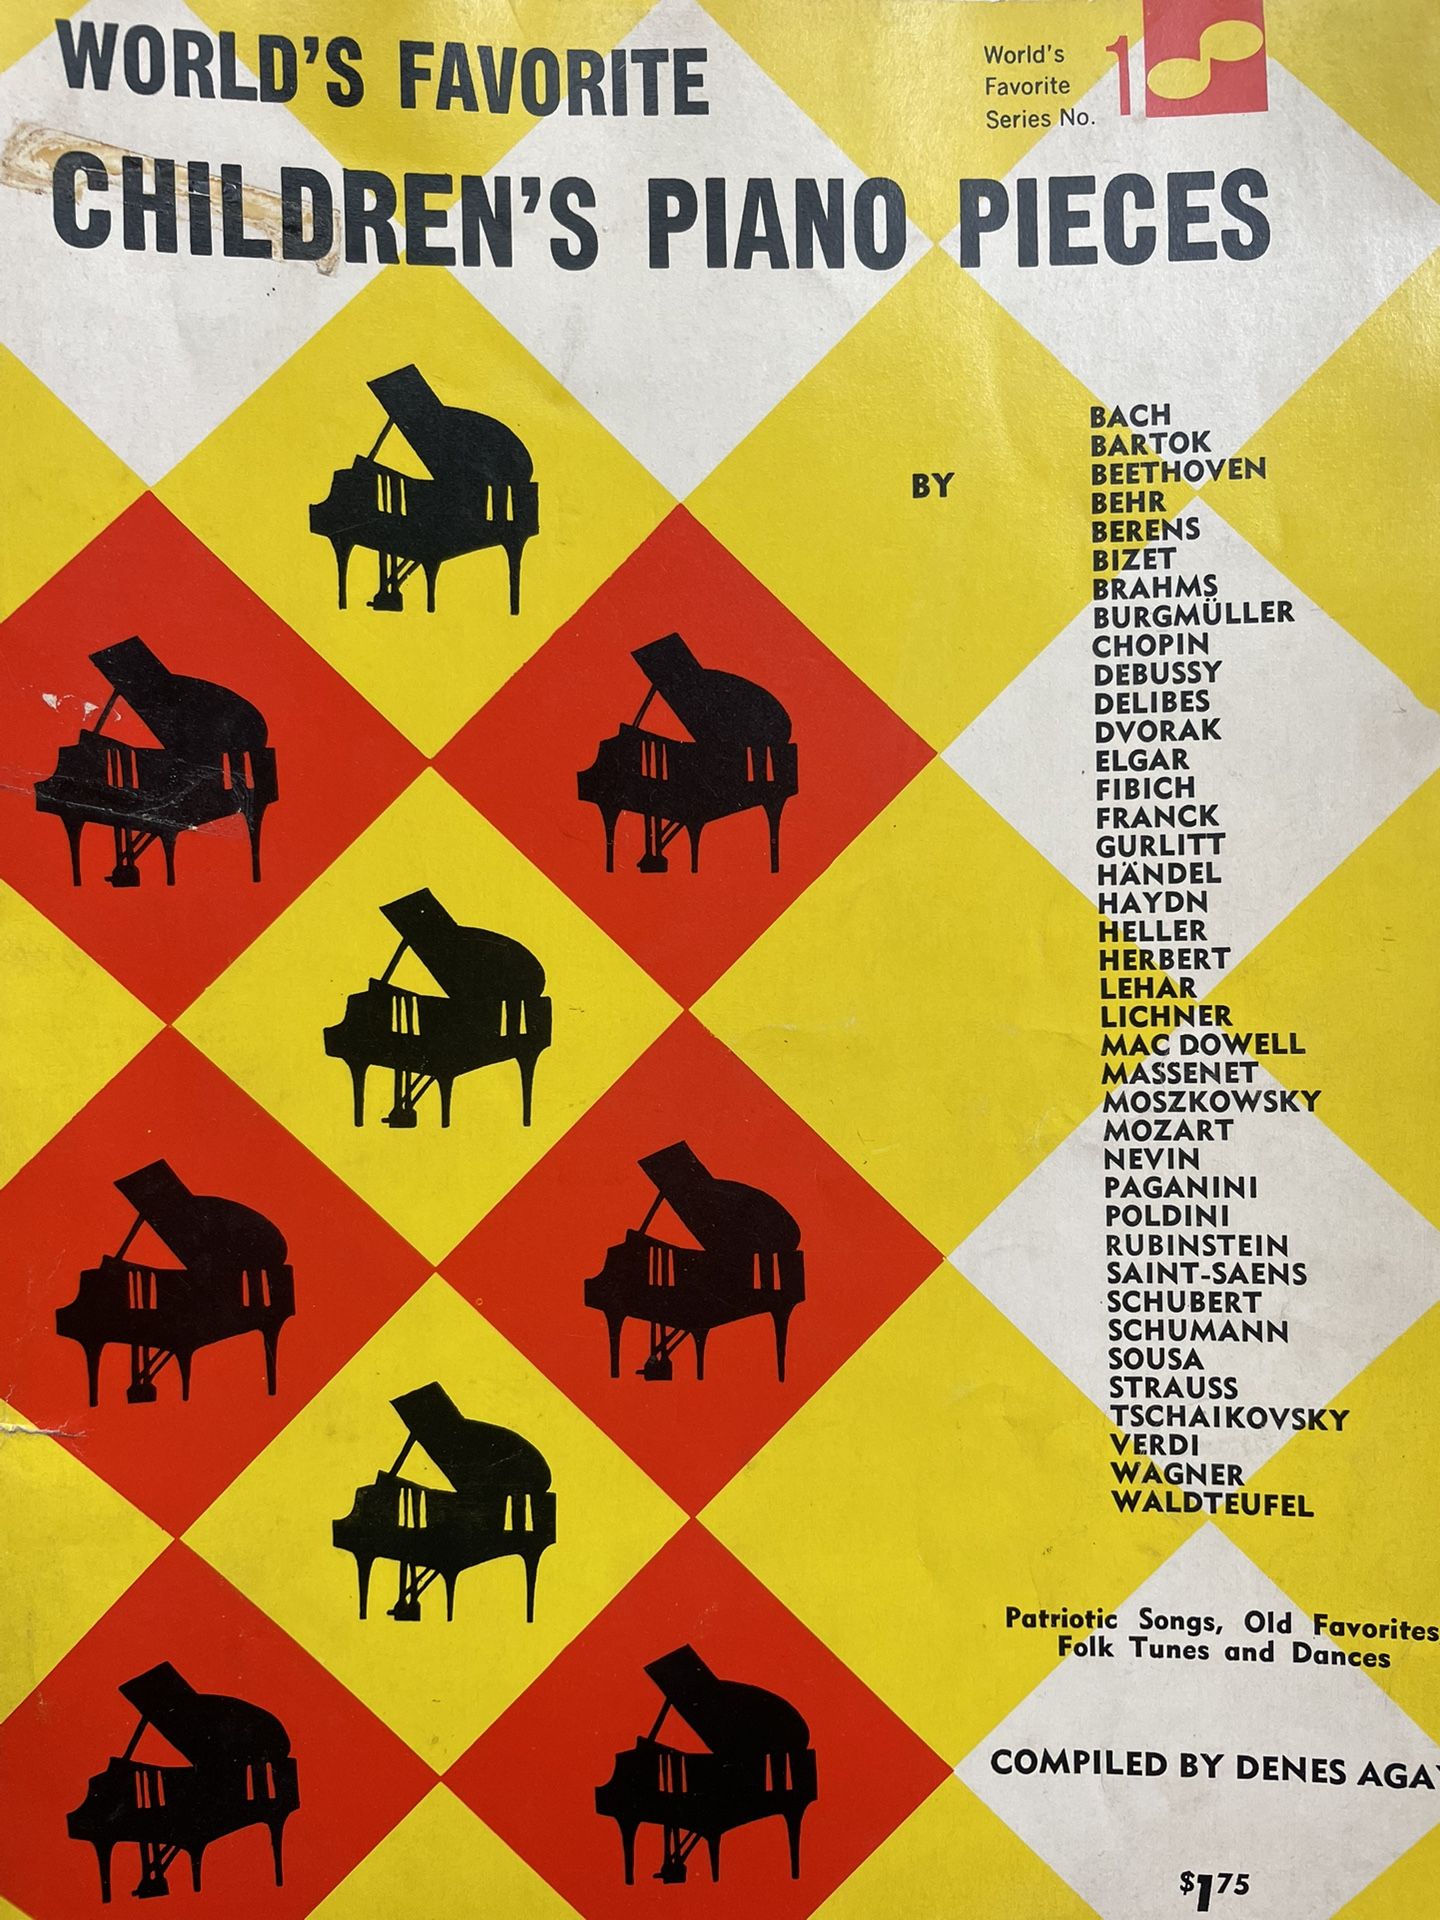 WORLD'S FAVORITE
World's
Favorite
Series No. 1
CHILDREN'S PIANO PIECES
BY
BACH
BARTOK
BEETHOVEN
BEHR
BERENS
BIZET
BRAHMS
BURGMÜLLER
CHOPIN
DEBUSSY
DELIBES
DVORAK
ELGAR
FIBICH
FRANCK
GURLITT
HÄNDEL
HAYDN
HELLER
HERBERT
LEHAR
LICHNER
MAC DOWELL
MASSENET
MOSZKOWSKY
MOZART
NEVIN
PAGANINI
POLDINI
RUBINSTEIN
SAINT-SAENS
SCHUBERT
SCHUMANN
SOUSA
STRAUSS
TSCHAIKOVSKY
VERDI
WAGNER
WALDTEUFEL
Patriotic Songs, Old Favorites
Folk Tunes and Dances
COMPILED BY DENES AGAY
$1.75